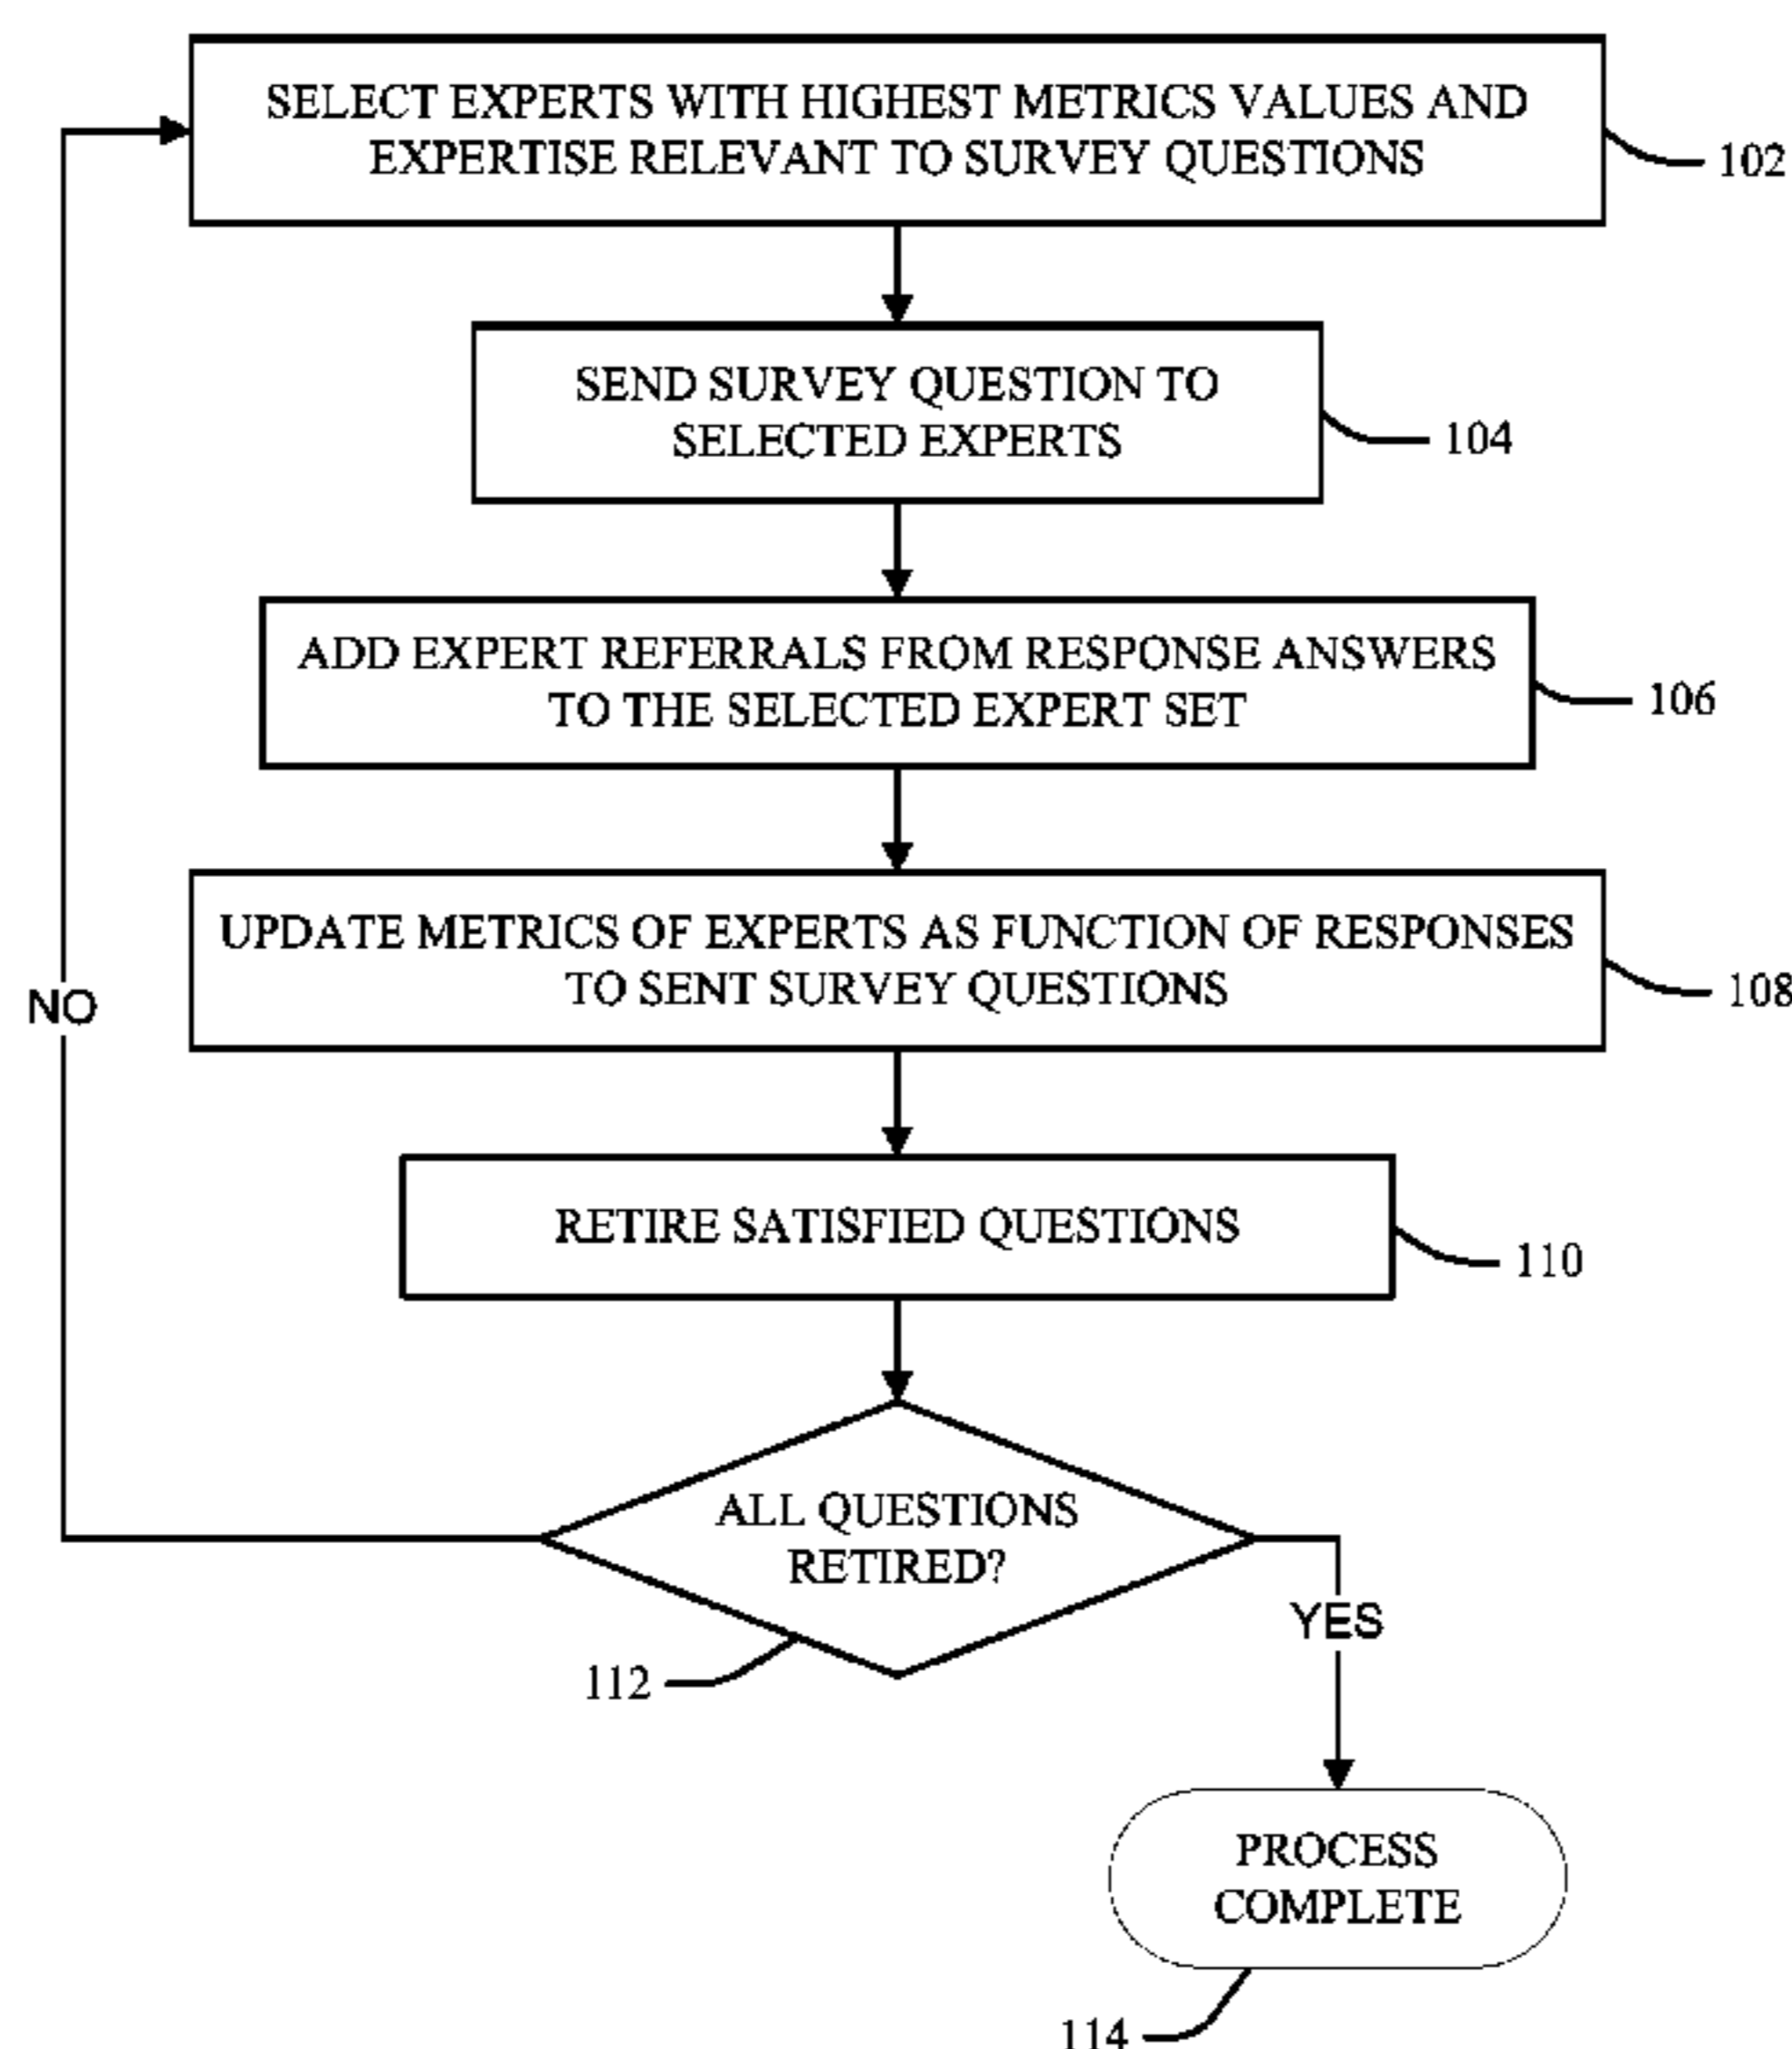 SELECT EXPERTS WITH HIGHEST METRICS VALUES AND
EXPERTISE RELEVANT TO SURVEY QUESTIONS
102
SEND SURVEY QUESTION TO
SELECTED EXPERTS
104
ADD EXPERT REFERRALS FROM RESPONSE ANSWERS
TO THE SELECTED EXPERT SET
106
UPDATE METRICS OF EXPERTS AS FUNCTION OF RESPONSES
TO SENT SURVEY QUESTIONS
108
NO
RETIRE SATISFIED QUESTIONS
110
ALL QUESTIONS
RETIRED?
YES
112
PROCESS
COMPLETE
114